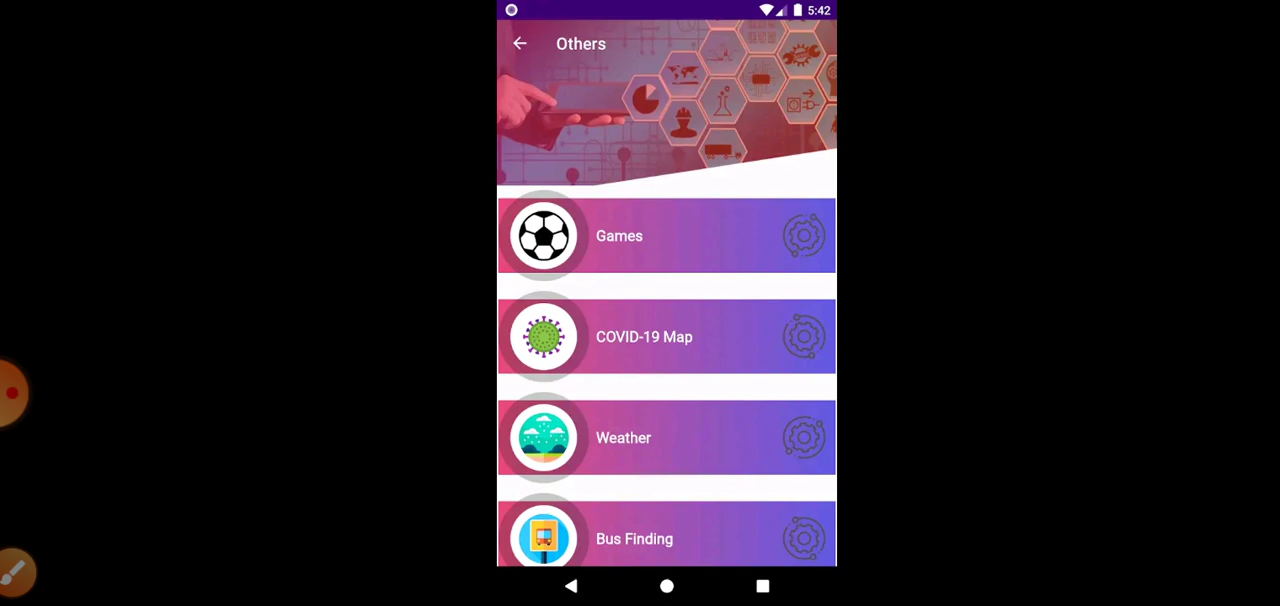 5:42
Others
Games
COVID-19 Map
Weather
Bus Finding